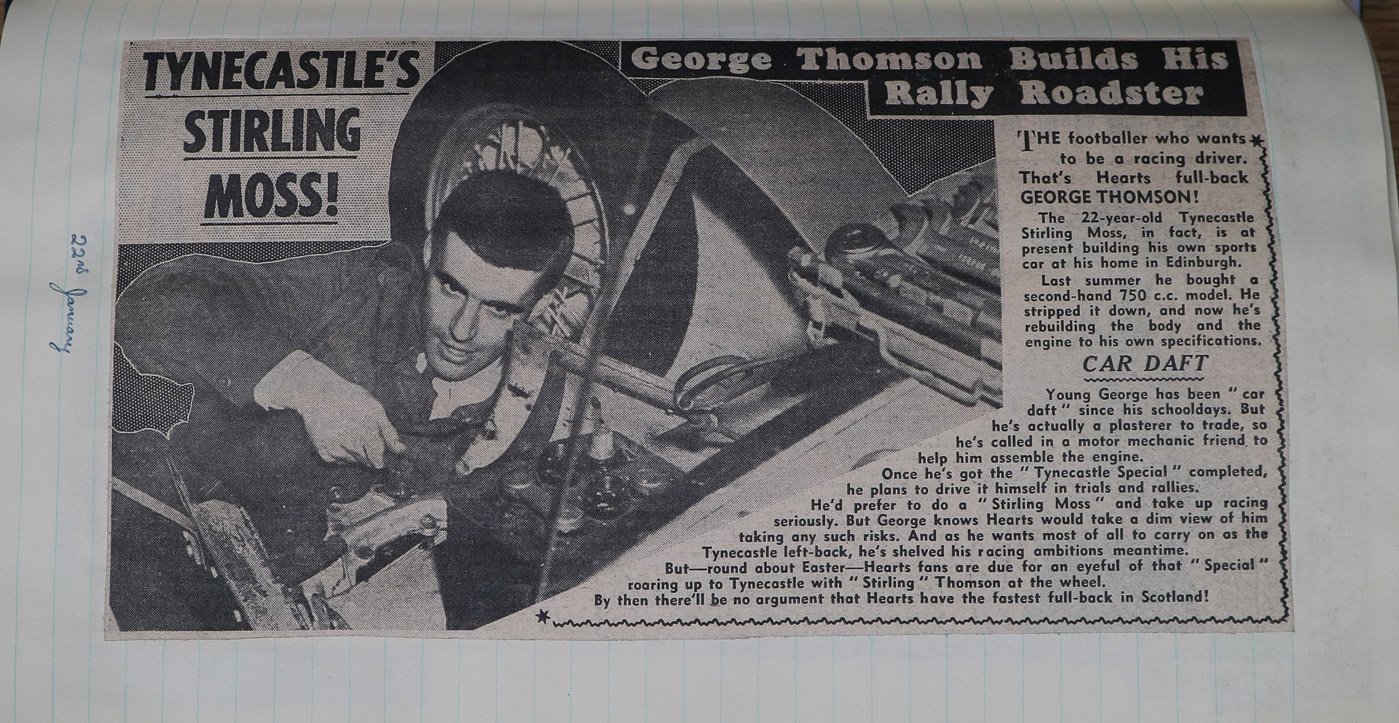 TYNECASTLE'S
STIRLING
MOSS!
George Thomson Builds His
Rally Roadster
THE footballer who wants
to be a racing driver.
That's Hearts full-back
GEORGE THOMSON!
The 22-year-old Tynecastle
Stirling Moss, in fact, is at
present building his own sports
car at his home in Edinburgh.
Last summer he bought a
second-hand 750 c.c. model. He
stripped it down, and now he's
rebuilding the body and the
engine to his own specifications.
CAR DAFT
Young George has been "car
daft" since his schooldays. But
he's actually a plasterer to trade, so
he's called in a motor mechanic friend to
help him assemble the engine.
Once he's got the "Tynecastle Special" completed,
he plans to drive it himself in trials and rallies.
He'd prefer to do a "Stirling Moss" and take up racing
seriously. But George knows Hearts would take a dim view of him
taking any such risks. And as he wants most of all to carry on as the
Tynecastle left-back, he's shelved his racing ambitions meantime.
But—round about Easter—Hearts fans are due for an eyeful of that "Special"
roaring up to Tynecastle with "Stirling" Thomson at the wheel.
By then there'll be no argument that Hearts have the fastest full-back in Scotland!
22nd January